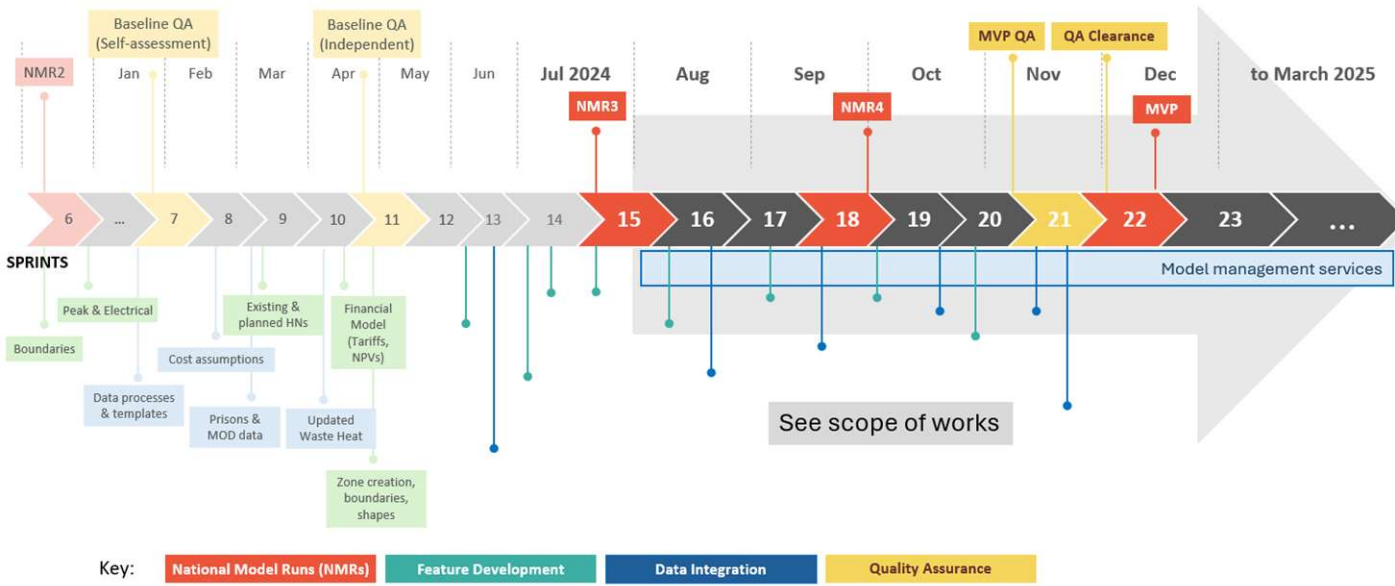 Baseline QA
(Self-assessment)
Baseline QA
(Independent)
MVP QA
QA Clearance
NMR2
Jan
Feb
Mar
Apr
May
Jun
Jul 2024
Aug
Sep
Oct
Nov
Dec
to March 2025
NMR3
NMR4
MVP
6
...
7
8
9
10
11
12
13
14
15
16
17
18
19
20
21
22
23
...
SPRINTS
Model management services
Peak & Electrical
Existing &
planned HNs
Financial
Model
(Tariffs,
NPVs)
Boundaries
Cost assumptions
Data processes
& templates
Prisons &
MOD data
Updated
Waste Heat
See scope of works
Zone creation,
boundaries,
shapes
Key:
National Model Runs (NMRs)
Feature Development
Data Integration
Quality Assurance